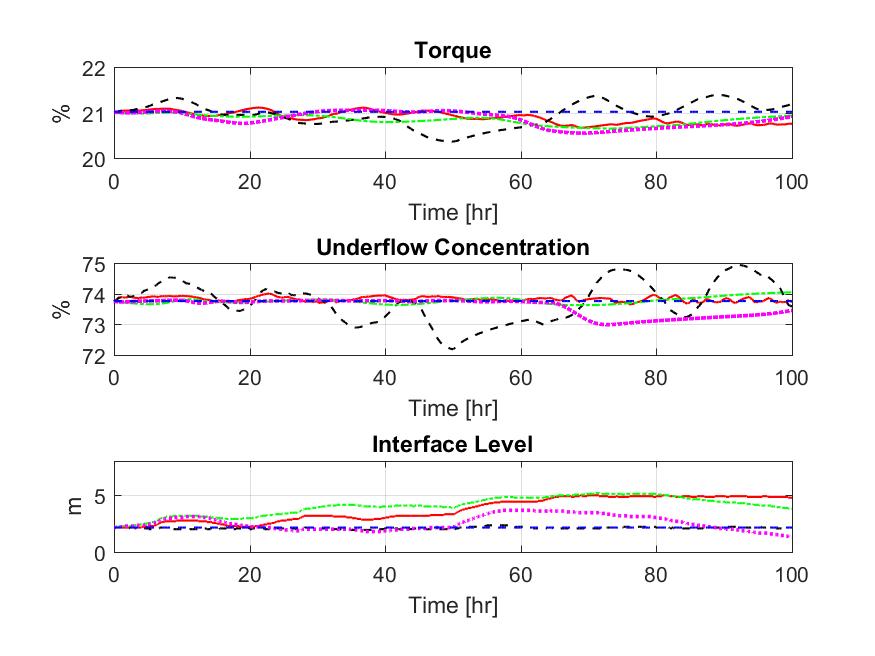 Torque
22
21
20
%
0 20 40 60 80 100
Time [hr]
Underflow Concentration
75
74
73
72
%
0 20 40 60 80 100
Time [hr]
Interface Level
5
0
m
0 20 40 60 80 100
Time [hr]